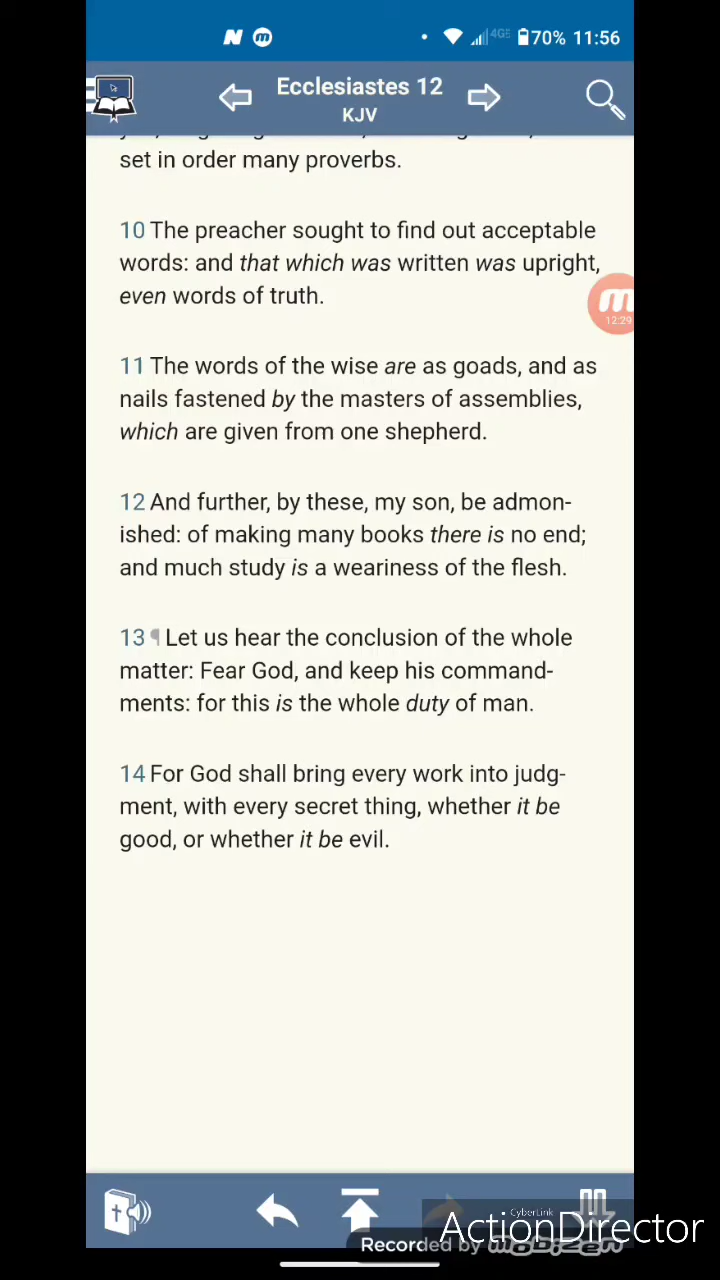 N m • 4GE 70% 11:56
Ecclesiastes 12
KJV
set in order many proverbs.
10 The preacher sought to find out acceptable
words: and that which was written was upright,
even words of truth.
m
12:29
11 The words of the wise are as goads, and as
nails fastened by the masters of assemblies,
which are given from one shepherd.
12 And further, by these, my son, be admon-
ished: of making many books there is no end;
and much study is a weariness of the flesh.
13 ¶ Let us hear the conclusion of the whole
matter: Fear God, and keep his command-
ments: for this is the whole duty of man.
14 For God shall bring every work into judg-
ment, with every secret thing, whether it be
good, or whether it be evil.
CyberLink
ActionDirector
Recorded by mobizen